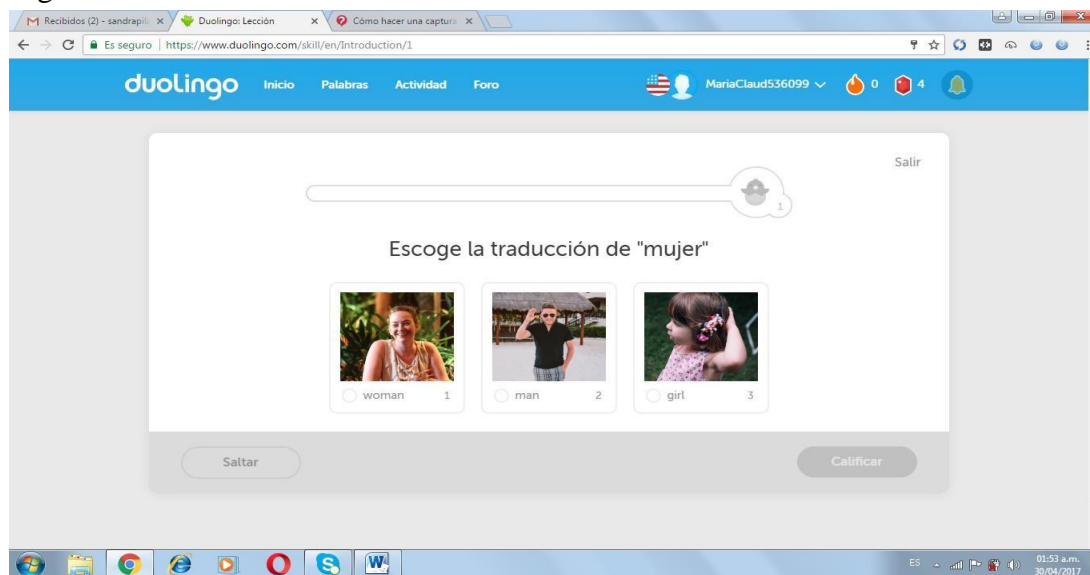 Recibidos (2) - sandrapil
Duolingo: Lección
Cómo hacer una captura
Es seguro | https://www.duolingo.com/skill/en/Introduction/1
duolingo Inicio Palabras Actividad Foro MariaClaud536099 0 4
Salir
1
Escoge la traducción de "mujer"
woman 1 man 2 girl 3
Saltar Calificar
ES 01:53 a.m.
30/04/2017